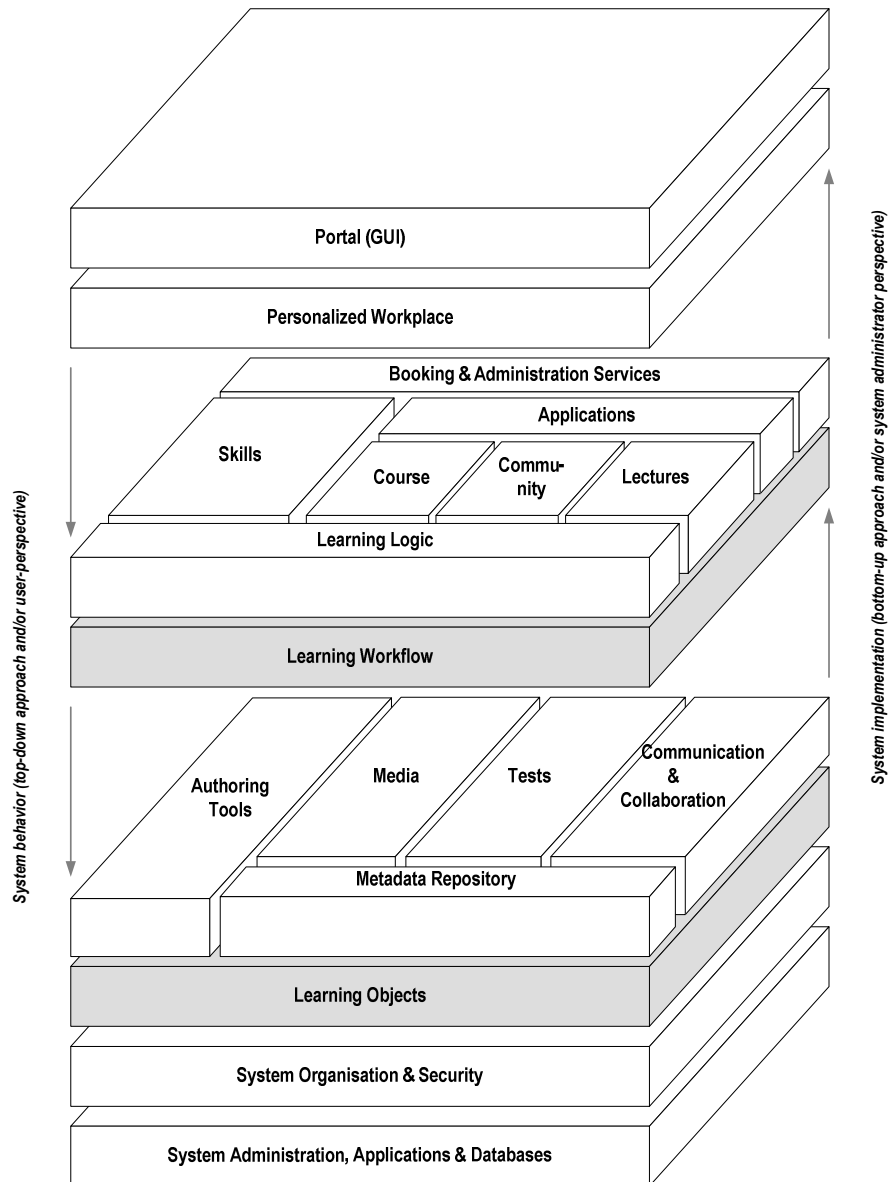 Portal (GUI)
Personalized Workplace
Booking & Administration Services
Applications
Skills
Course
Commu-
nity
Lectures
Learning Logic
Learning Workflow
Authoring
Tools
Media
Tests
Communication
&
Collaboration
Metadata Repository
Learning Objects
System Organisation & Security
System Administration, Applications & Databases
System behavior (top-down approach and/or user-perspective)
System implementation (bottom-up approach and/or system administrator perspective)